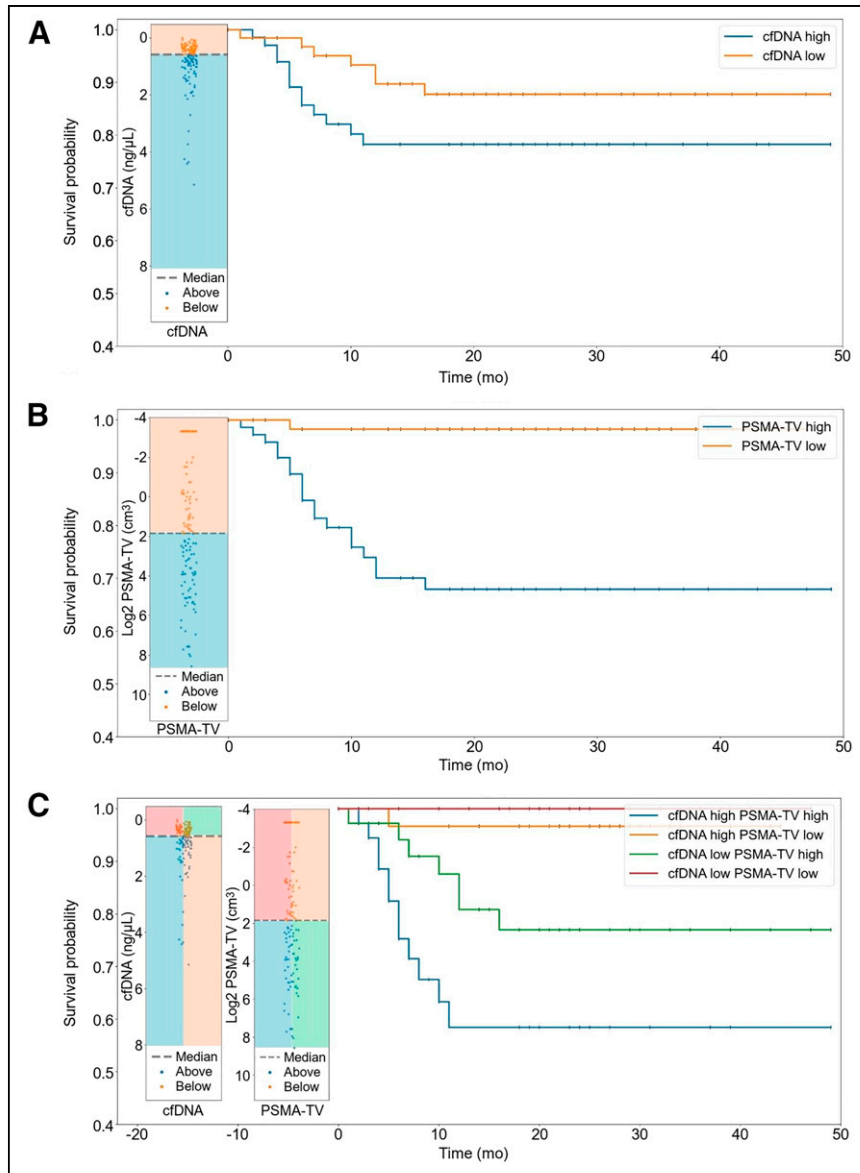 A
cfDNA (ng/µL)
0
2
4
6
8
Median
Above
Below
cfDNA
Survival probability
1.0
0.9
0.8
0.7
0.6
0.5
0.4
cfDNA high
cfDNA low
0 10 20 30 40 50
Time (mo)
B
Log2 PSMA-TV (cm³)
-4
-2
0
2
4
6
8
10
Median
Above
Below
PSMA-TV
Survival probability
1.0
0.9
0.8
0.7
0.6
0.5
0.4
PSMA-TV high
PSMA-TV low
0 10 20 30 40 50
Time (mo)
C
cfDNA (ng/µL)
0
2
4
6
8
Median
Above
Below
cfDNA
Log2 PSMA-TV (cm³)
-4
-2
0
2
4
6
8
10
Median
Above
Below
PSMA-TV
Survival probability
1.0
0.9
0.8
0.7
0.6
0.5
0.4
cfDNA high PSMA-TV high
cfDNA high PSMA-TV low
cfDNA low PSMA-TV high
cfDNA low PSMA-TV low
-20 -10 0 10 20 30 40 50
Time (mo)